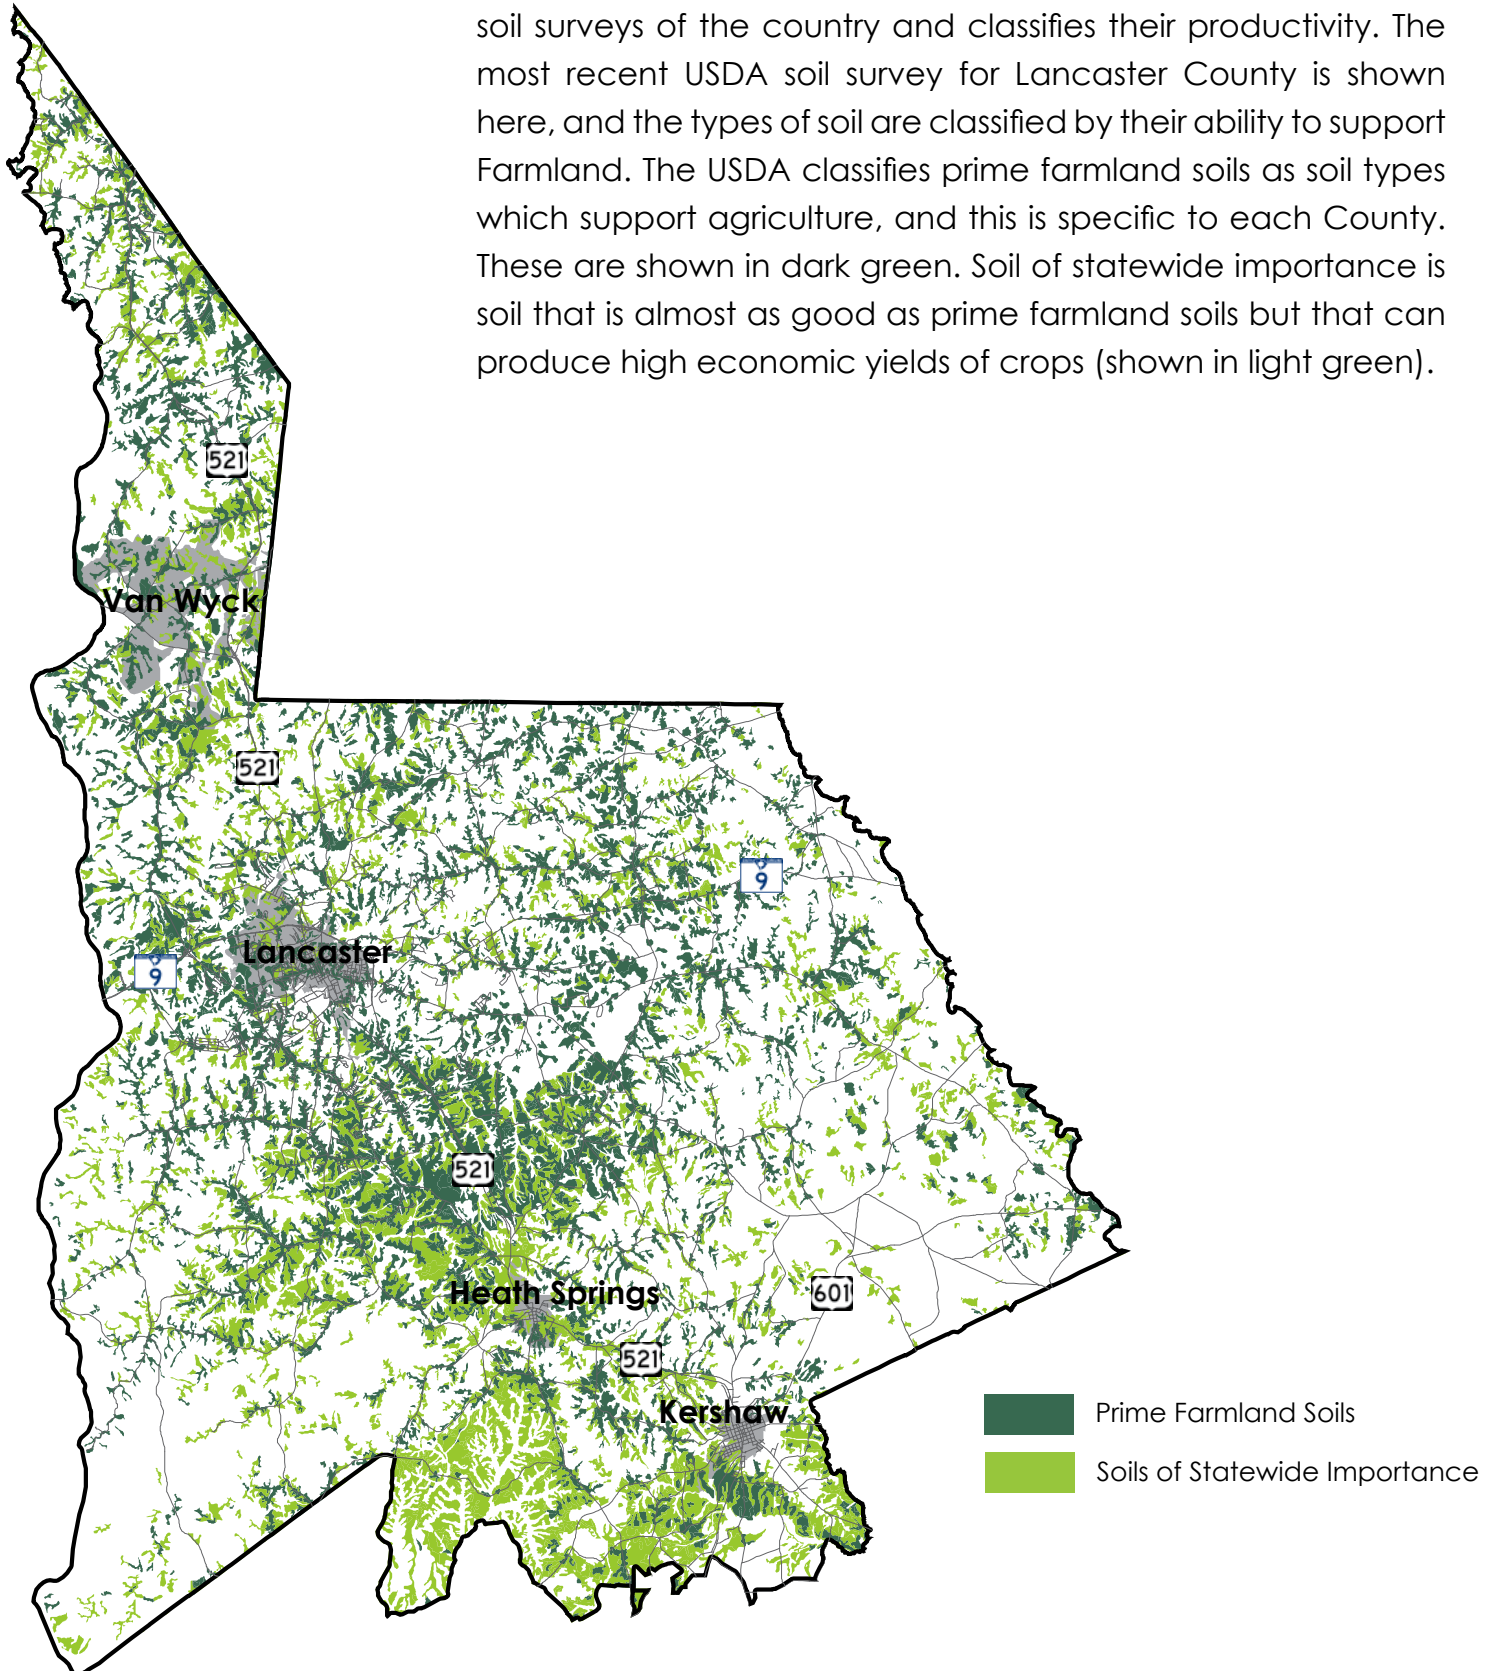 soil surveys of the country and classifies their productivity. The
most recent USDA soil survey for Lancaster County is shown
here, and the types of soil are classified by their ability to support
Farmland. The USDA classifies prime farmland soils as soil types
which support agriculture, and this is specific to each County.
These are shown in dark green. Soil of statewide importance is
soil that is almost as good as prime farmland soils but that can
produce high economic yields of crops (shown in light green).
521
Van Wyck
521
9
Lancaster
9
521
Heath Springs
601
521
Kershaw
Prime Farmland Soils
Soils of Statewide Importance